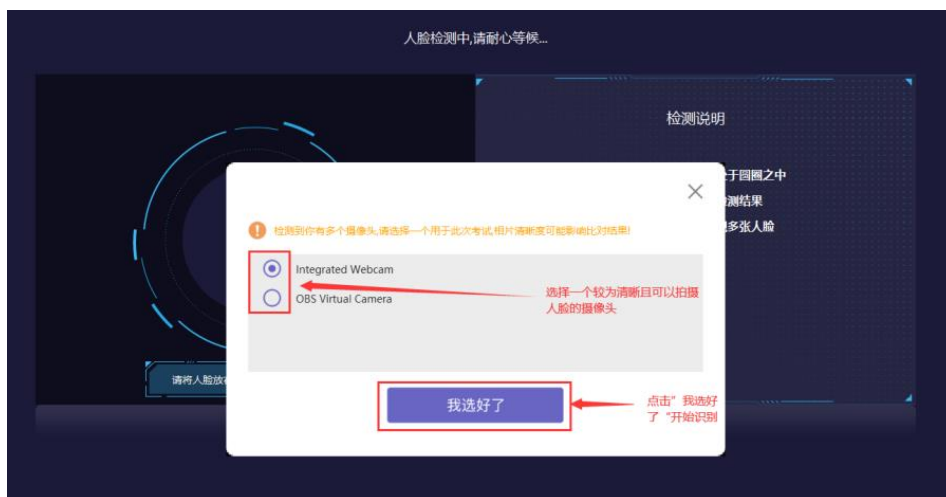 人脸检测中,请耐心等候...
检测说明
于圆圈之中
测结果
多张人脸
检测到你有多个摄像头,请选择一个用于此次考试,相片清晰度可能影响比对结果!
Integrated Webcam
OBS Virtual Camera
选择一个较为清晰且可以拍摄
人脸的摄像头
请将人脸放
我选好了
点击”我选好
了“开始识别